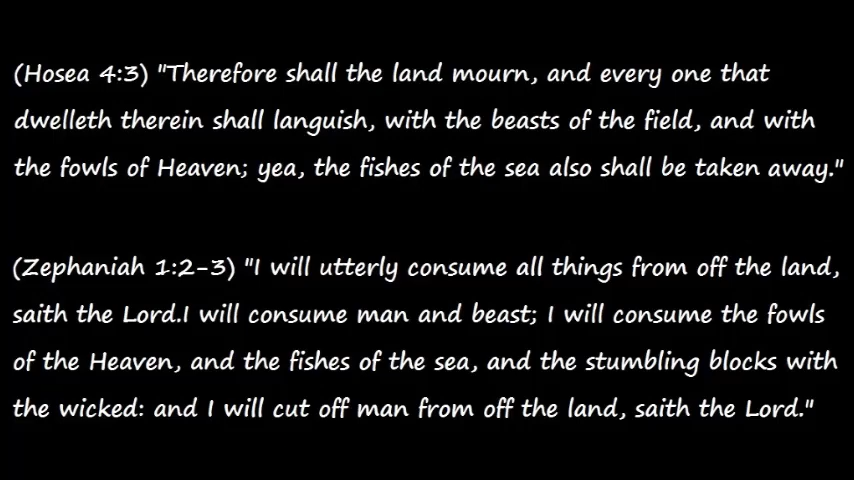 (Hosea 4:3) "Therefore shall the land mourn, and every one that
dwelleth therein shall languish, with the beasts of the field, and with
the fowls of Heaven; yea, the fishes of the sea also shall be taken away."
(Zephaniah 1:2-3) "I will utterly consume all things from off the land,
saith the Lord.I will consume man and beast; I will consume the fowls
of the Heaven, and the fishes of the sea, and the stumbling blocks with
the wicked: and I will cut off man from off the land, saith the Lord."